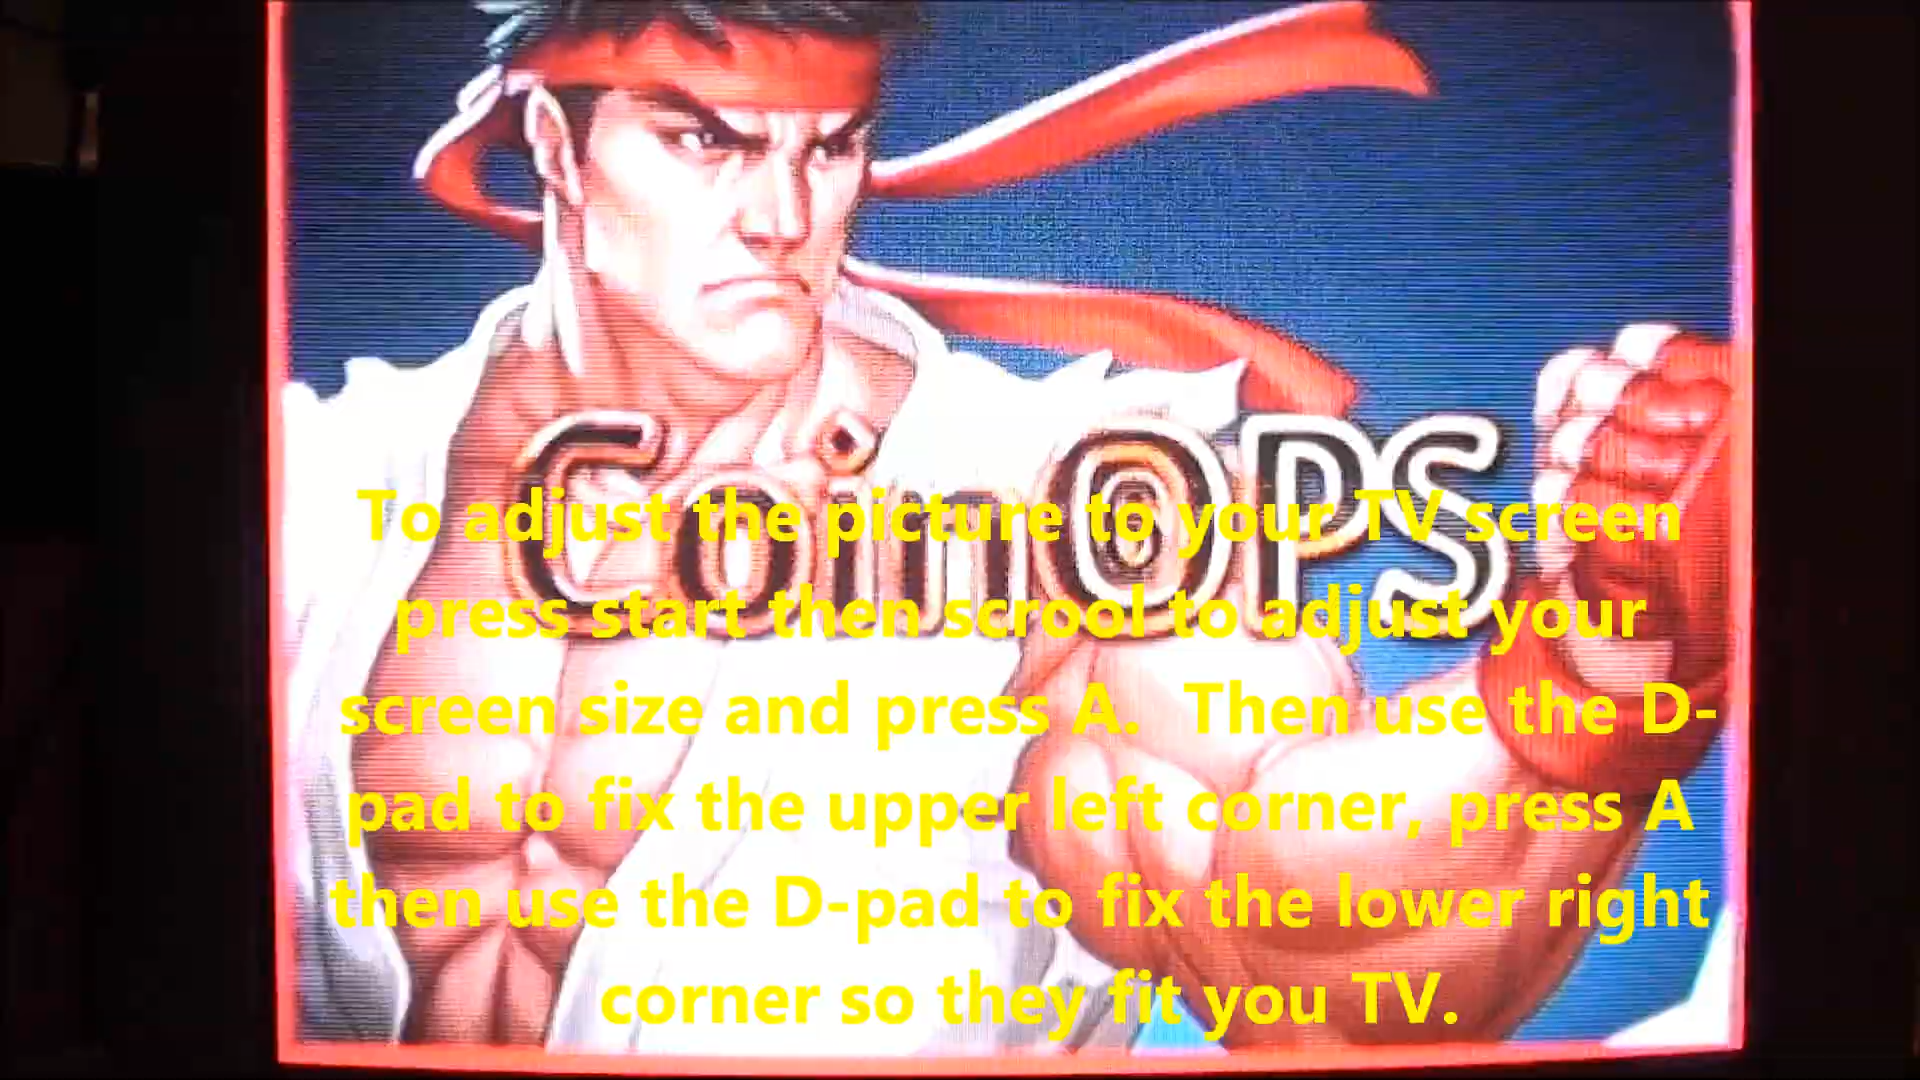 CoinOPS
To adjust the picture to your TV screen
press start then scrool to adjust your
screen size and press A.  Then use the D-
pad to fix the upper left corner, press A
then use the D-pad to fix the lower right
corner so they fit you TV.